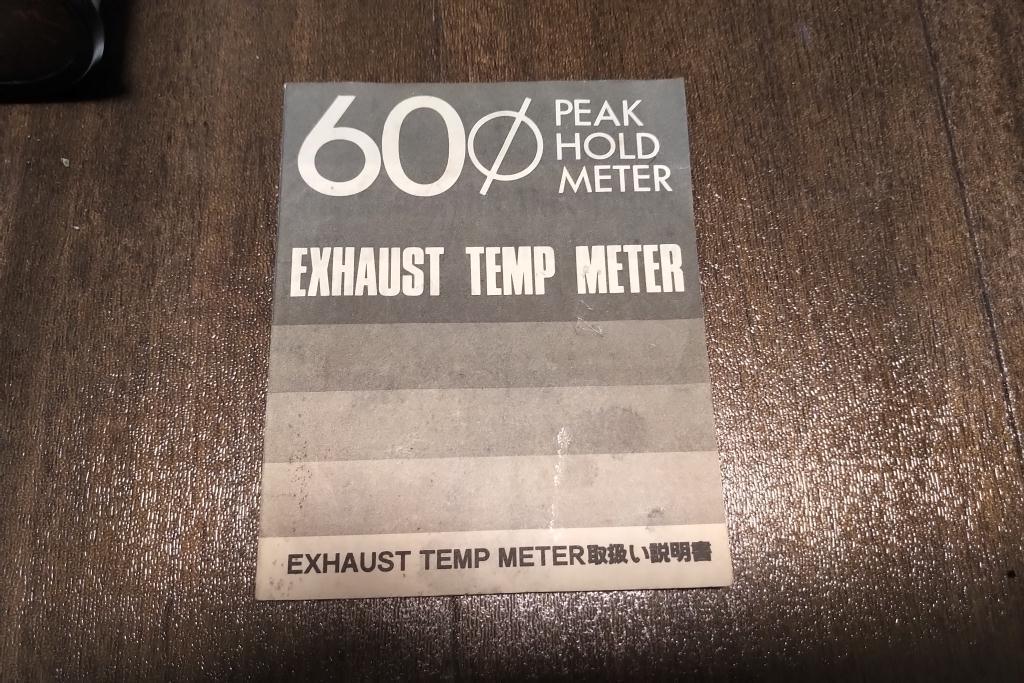 60φ PEAK
HOLD
METER
EXHAUST TEMP METER
EXHAUST TEMP METER取扱い説明書